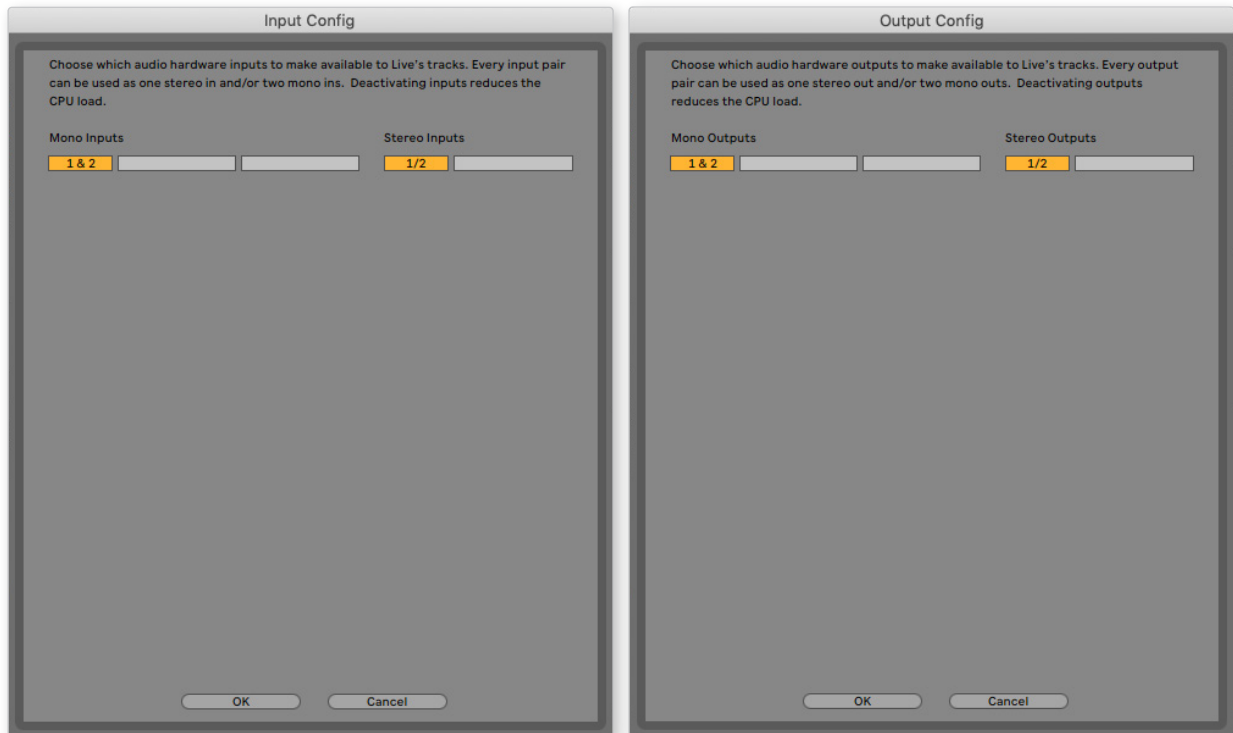 Input Config
Choose which audio hardware inputs to make available to Live's tracks. Every input pair
can be used as one stereo in and/or two mono ins. Deactivating inputs reduces the
CPU load.
Mono Inputs
Stereo Inputs
1 & 2
1/2
OK
Cancel
Output Config
Choose which audio hardware outputs to make available to Live's tracks. Every output
pair can be used as one stereo out and/or two mono outs. Deactivating outputs
reduces the CPU load.
Mono Outputs
Stereo Outputs
1 & 2
1/2
OK
Cancel